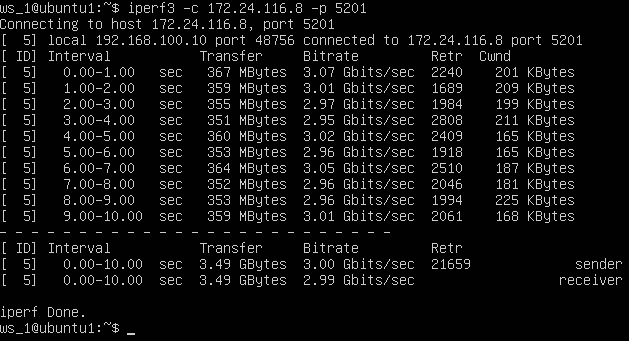 ws_1@ubuntu1:~$ iperf3 -c 172.24.116.8 -p 5201
Connecting to host 172.24.116.8, port 5201
[  5] local 192.168.100.10 port 48756 connected to 172.24.116.8 port 5201
[ ID] Interval           Transfer     Bitrate         Retr  Cwnd
[  5]   0.00-1.00   sec   367 MBytes  3.07 Gbits/sec  2240    201 KBytes
[  5]   1.00-2.00   sec   359 MBytes  3.01 Gbits/sec  1689    209 KBytes
[  5]   2.00-3.00   sec   355 MBytes  2.97 Gbits/sec  1984    199 KBytes
[  5]   3.00-4.00   sec   351 MBytes  2.95 Gbits/sec  2808    211 KBytes
[  5]   4.00-5.00   sec   360 MBytes  3.02 Gbits/sec  2409    165 KBytes
[  5]   5.00-6.00   sec   353 MBytes  2.96 Gbits/sec  1918    165 KBytes
[  5]   6.00-7.00   sec   364 MBytes  3.05 Gbits/sec  2510    187 KBytes
[  5]   7.00-8.00   sec   352 MBytes  2.96 Gbits/sec  2046    181 KBytes
[  5]   8.00-9.00   sec   353 MBytes  2.96 Gbits/sec  1994    225 KBytes
[  5]   9.00-10.00  sec   359 MBytes  3.01 Gbits/sec  2061    168 KBytes
- - - - - - - - - - - - - - - - - - - - - - - - -
[ ID] Interval           Transfer     Bitrate         Retr
[  5]   0.00-10.00  sec  3.49 GBytes  3.00 Gbits/sec  21659             sender
[  5]   0.00-10.00  sec  3.49 GBytes  2.99 Gbits/sec                  receiver

iperf Done.
ws_1@ubuntu1:~$ _